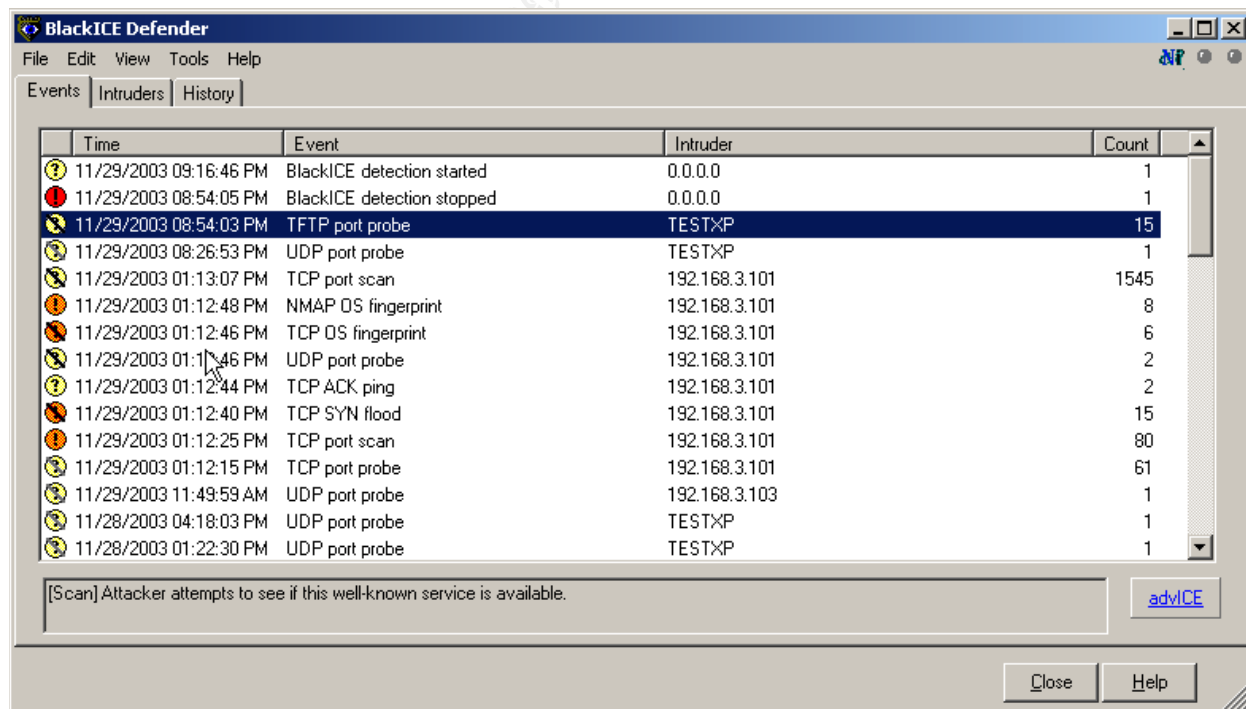 BlackICE Defender
File Edit View Tools Help
Events Intruders History
Time Event Intruder Count
11/29/2003 09:16:46 PM BlackICE detection started 0.0.0.0 1
11/29/2003 08:54:05 PM BlackICE detection stopped 0.0.0.0 1
11/29/2003 08:54:03 PM TFTP port probe TESTXP 15
11/29/2003 08:26:53 PM UDP port probe TESTXP 1
11/29/2003 01:13:07 PM TCP port scan 192.168.3.101 1545
11/29/2003 01:12:48 PM NMAP OS fingerprint 192.168.3.101 8
11/29/2003 01:12:46 PM TCP OS fingerprint 192.168.3.101 6
11/29/2003 PM UDP port probe 192.168.3.101 2
11/29/2003 01:12:44 PM TCP ACK ping 192.168.3.101 2
11/29/2003 01:12:40 PM TCP SYN flood 192.168.3.101 15
11/29/2003 01:12:25 PM TCP port scan 192.168.3.101 80
11/29/2003 01:12:15 PM TCP port probe 192.168.3.101 61
11/29/2003 11:49:59 AM UDP port probe 192.168.3.103 1
11/28/2003 04:18:03 PM UDP port probe TESTXP 1
11/28/2003 01:22:30 PM UDP port probe TESTXP 1
[Scan] Attacker attempts to see if this well-known service is available.
advICE
Close Help